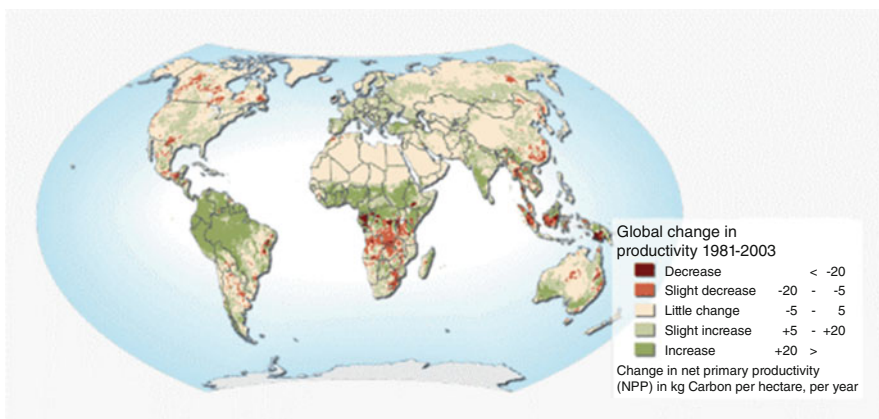 Global change in
productivity 1981-2003
Decrease < -20
Slight decrease -20 - -5
Little change -5 - 5
Slight increase +5 - +20
Increase +20 >
Change in net primary productivity
(NPP) in kg Carbon per hectare, per year